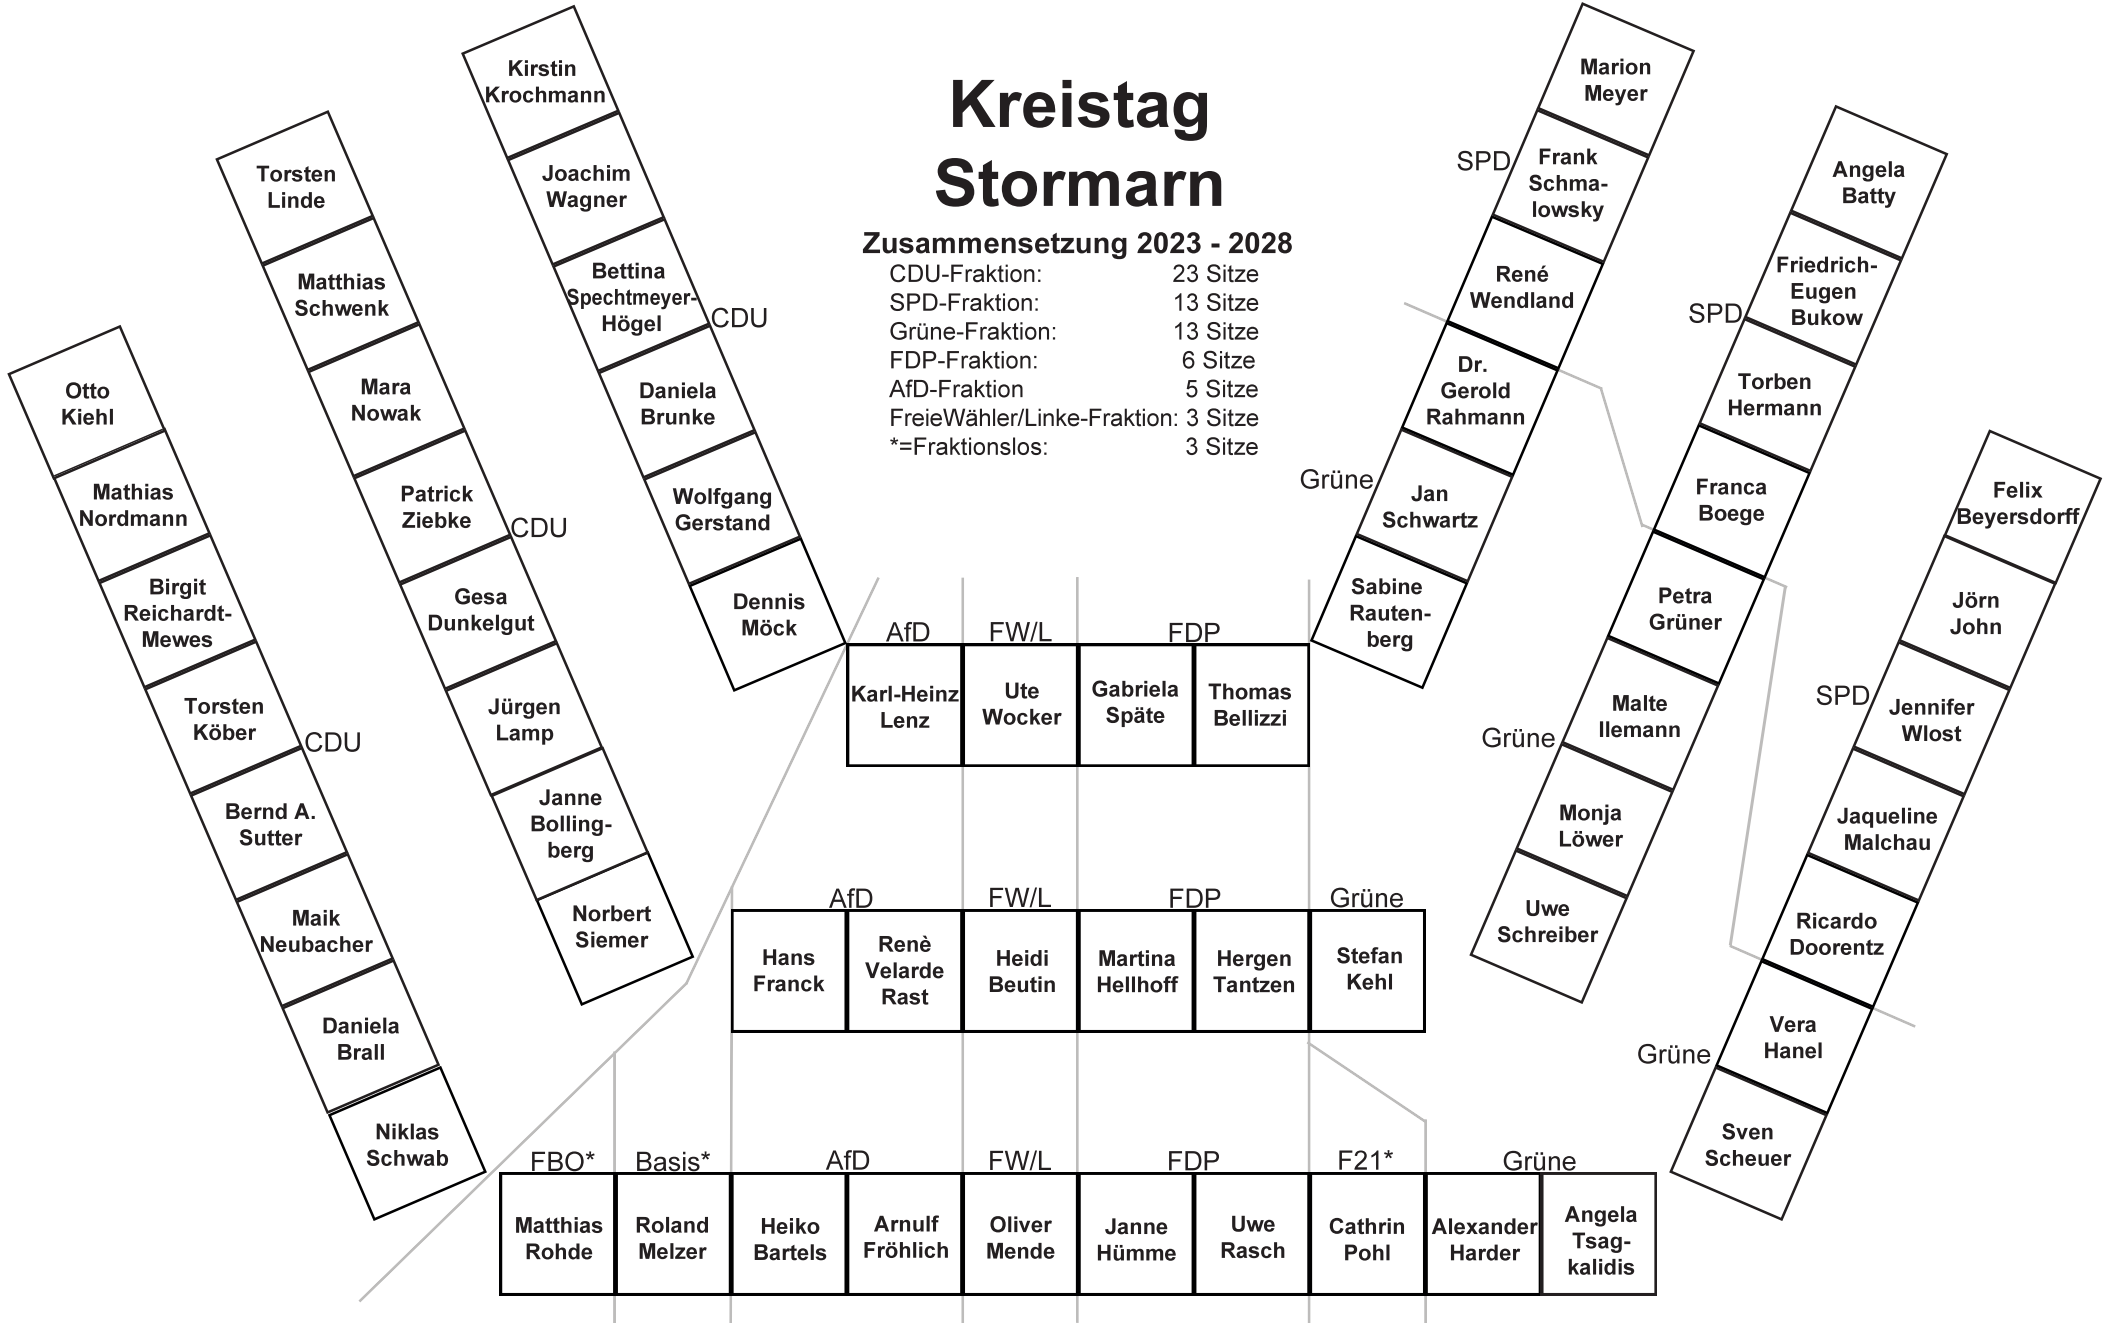 Kreistag
Stormarn
Zusammensetzung 2023 - 2028
CDU-Fraktion: 23 Sitze
SPD-Fraktion: 13 Sitze
Grüne-Fraktion: 13 Sitze
FDP-Fraktion: 6 Sitze
AfD-Fraktion 5 Sitze
FreieWähler/Linke-Fraktion: 3 Sitze
*=Fraktionslos: 3 Sitze
Otto
Kiehl
Mathias
Nordmann
Birgit
Reichardt-
Mewes
Torsten
Köber
CDU
Bernd A.
Sutter
Maik
Neubacher
Daniela
Brall
Niklas
Schwab
Torsten
Linde
Matthias
Schwenk
Mara
Nowak
Patrick
Ziebke
CDU
Gesa
Dunkelgut
Jürgen
Lamp
Janne
Bolling-
berg
Norbert
Siemer
Kirstin
Krochmann
Joachim
Wagner
Bettina
Spechtmeyer-
Högel
CDU
Daniela
Brunke
Wolfgang
Gerstand
Dennis
Möck
AfD FW/L FDP
Karl-Heinz
Lenz
Ute
Wocker
Gabriela
Späte
Thomas
Bellizzi
AfD FW/L FDP Grüne
Hans
Franck
Renè
Velarde
Rast
Heidi
Beutin
Martina
Hellhoff
Hergen
Tantzen
Stefan
Kehl
FBO* Basis* AfD FW/L FDP F21* Grüne
Matthias
Rohde
Roland
Melzer
Heiko
Bartels
Arnulf
Fröhlich
Oliver
Mende
Janne
Hümme
Uwe
Rasch
Cathrin
Pohl
Alexander
Harder
Angela
Tsag-
kalidis
Marion
Meyer
SPD
Frank
Schma-
lowsky
René
Wendland
Dr.
Gerold
Rahmann
Grüne
Jan
Schwartz
Sabine
Rauten-
berg
Angela
Batty
Friedrich-
Eugen
Bukow
SPD
Torben
Hermann
Franca
Boege
Petra
Grüner
Malte
Ilemann
Grüne
Monja
Löwer
Uwe
Schreiber
Felix
Beyersdorff
Jörn
John
SPD
Jennifer
Wlost
Jaqueline
Malchau
Ricardo
Doorentz
Vera
Hanel
Grüne
Sven
Scheuer